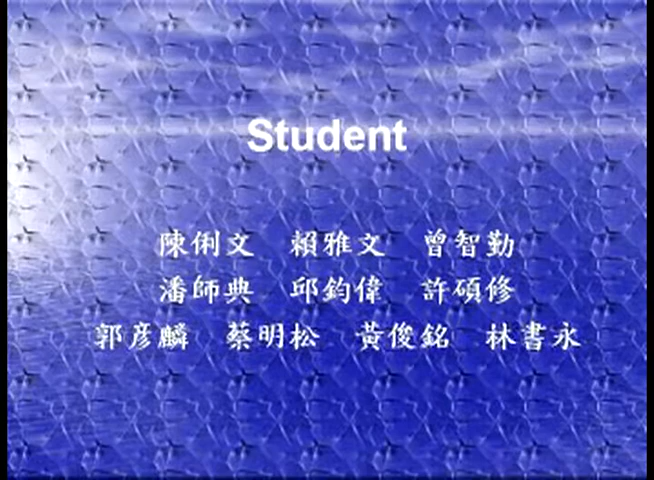 Student
陳俐文 賴雅文 曾智勤
潘師典 邱鈞偉 許碩修
郭彦麟 蔡明松 黃俊銘 林書永